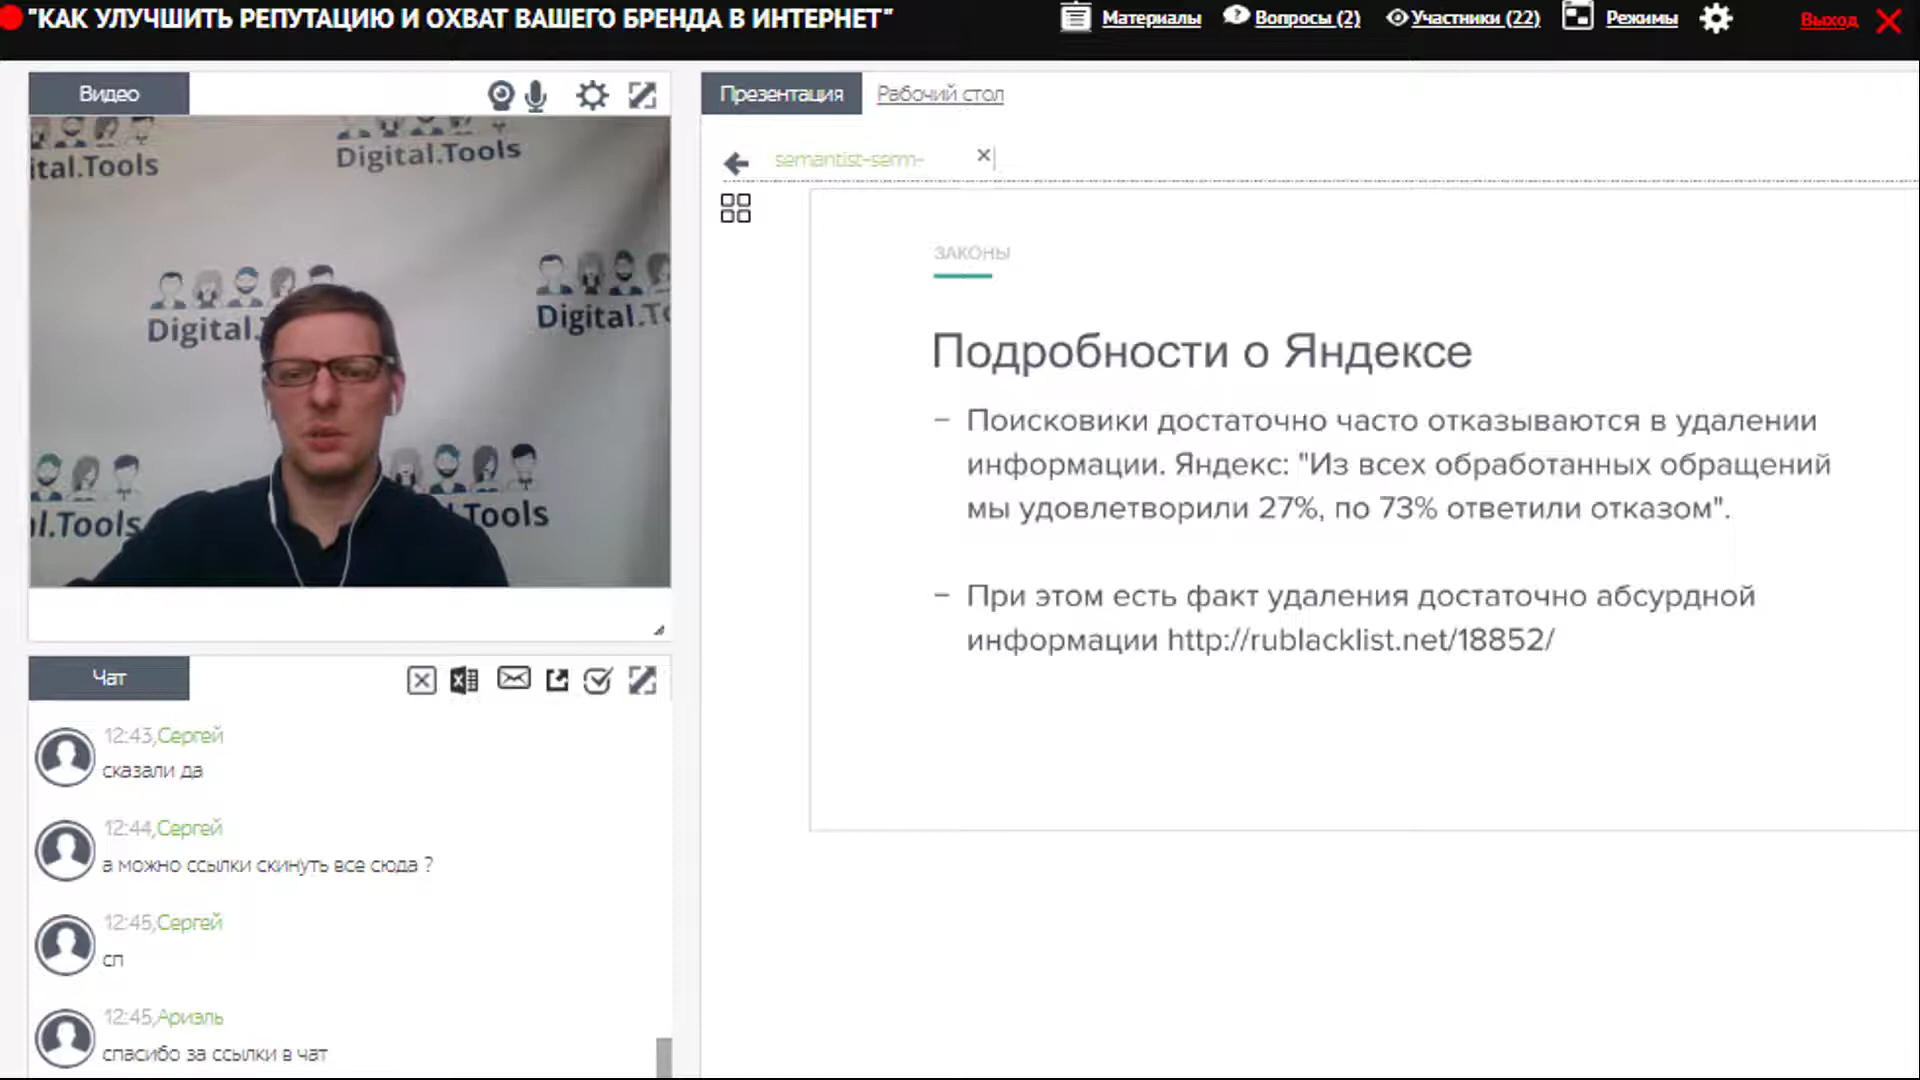 "КАК УЛУЧШИТЬ РЕПУТАЦИЮ И ОХВАТ ВАШЕГО БРЕНДА В ИНТЕРНЕТ"
Материалы
Вопросы (2)
Участники (22)
Режимы
Выход
Видео
ital.Tools
Digital.Tools
Digital.
Digital.To
l.Tools
Tools
Чат
12:43,Сергей
сказали да
12:44,Сергей
а можно ссылки скинуть все сюда ?
12:45,Сергей
сп
12:45,Ариэль
спасибо за ссылки в чат
Презентация
Рабочий стол
semantist-serm-
ЗАКОНЫ
Подробности о Яндексе
– Поисковики достаточно часто отказываются в удалении
информации. Яндекс: "Из всех обработанных обращений
мы удовлетворили 27%, по 73% ответили отказом".
– При этом есть факт удаления достаточно абсурдной
информации http://rublacklist.net/18852/